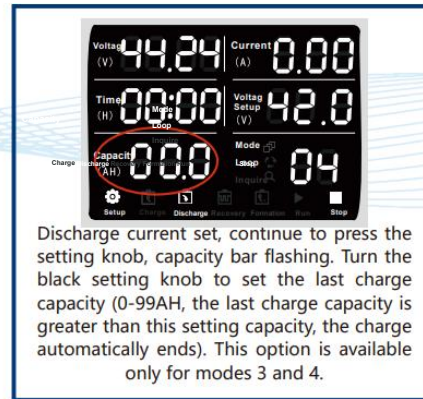 Voltag 44.24 Current 0.00
(V) (A)
Time 00:00 Voltag 42.0
(H) Mode Setup
Loop (V)
Inquire Mode
Capacity 00.0 Loop 04
(AH) Inquire
Charge
Setup Charge Discharge Recovery Formation Run Stop
Discharge current set, continue to press the
setting knob, capacity bar flashing. Turn the
black setting knob to set the last charge
capacity (0-99AH, the last charge capacity is
greater than this setting capacity, the charge
automatically ends). This option is available
only for modes 3 and 4.